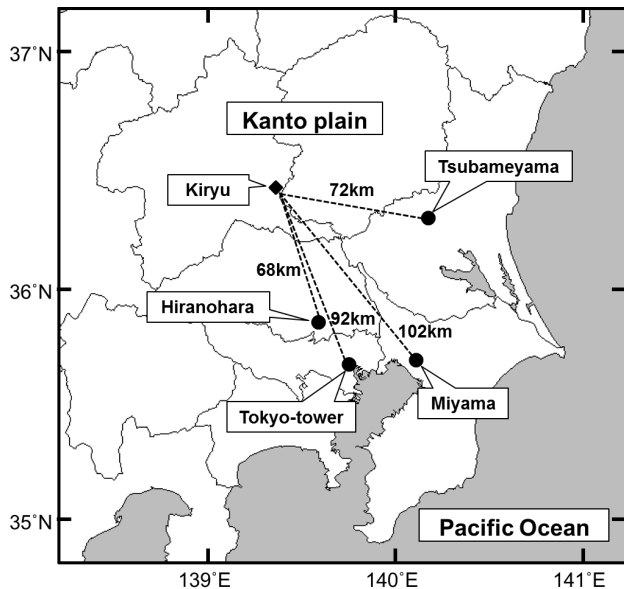 37°N
Kanto plain
Tsubameyama
72km
Kiryu
68km
36°N
Hiranohara
92km
102km
Tokyo-tower
Miyama
35°N
Pacific Ocean
139°E
140°E
141°E